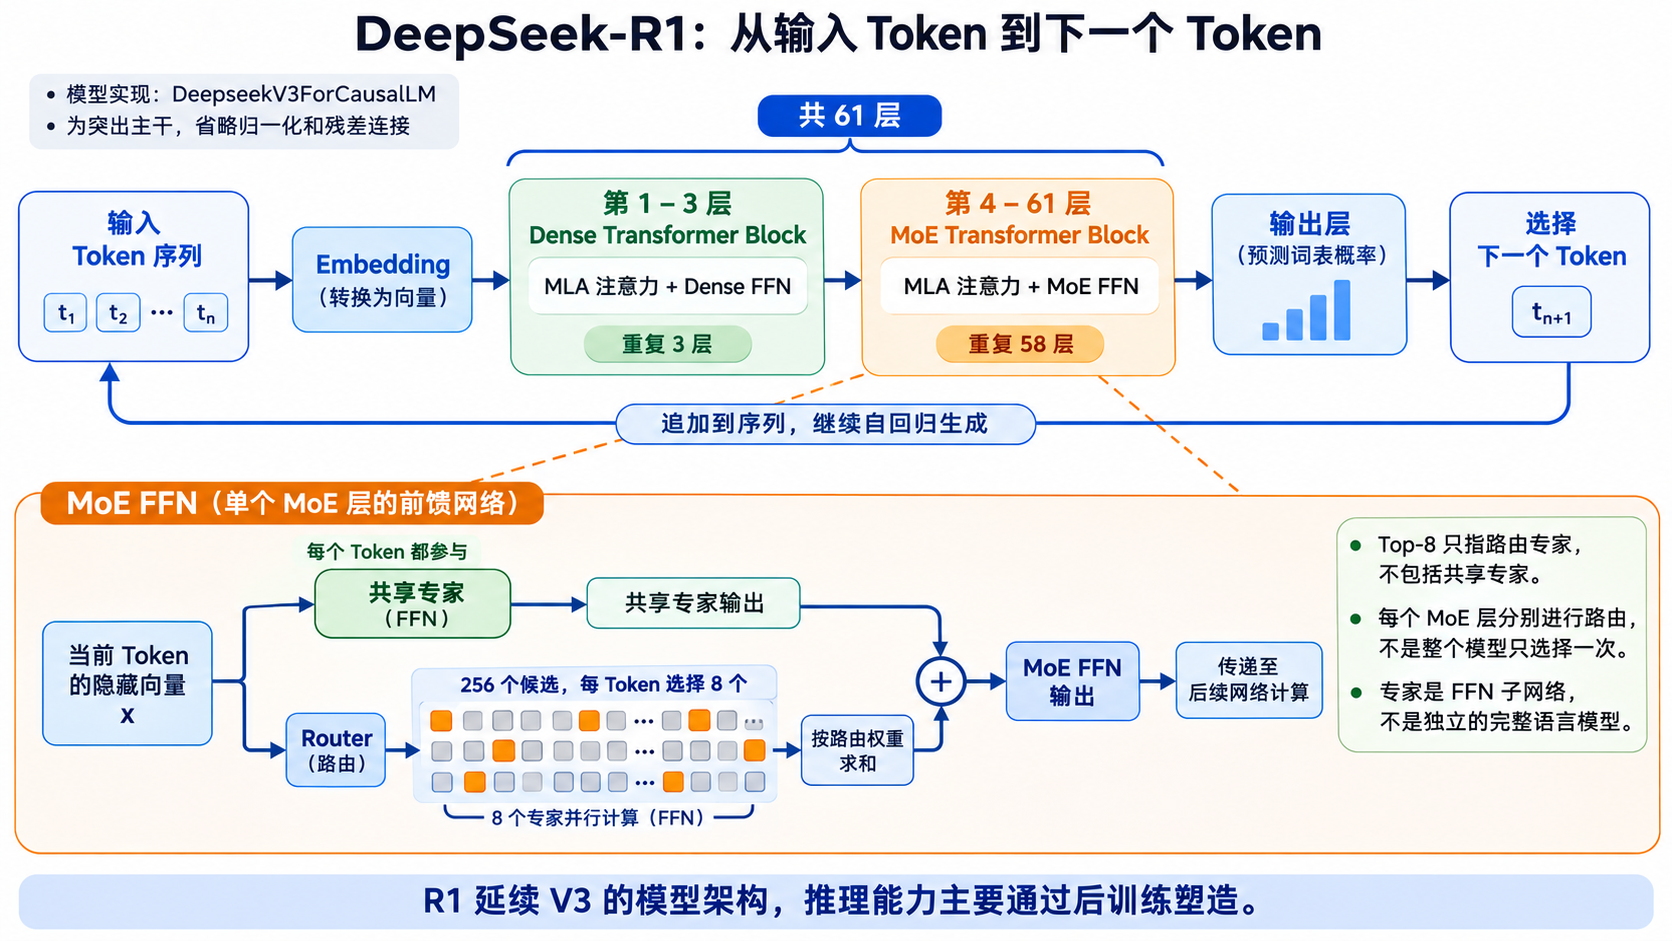 DeepSeek-R1：从输入 Token 到下一个 Token
• 模型实现：DeepseekV3ForCausalLM
• 为突出主干，省略归一化和残差连接
共 61 层
输入
Token 序列
t1 t2 ··· tn
Embedding
（转换为向量）
第 1 – 3 层
Dense Transformer Block
MLA 注意力 + Dense FFN
重复 3 层
第 4 – 61 层
MoE Transformer Block
MLA 注意力 + MoE FFN
重复 58 层
输出层
（预测词表概率）
选择
下一个 Token
tn+1
追加到序列，继续自回归生成
MoE FFN（单个 MoE 层的前馈网络）
每个 Token 都参与
共享专家
（FFN）
共享专家输出
当前 Token
的隐藏向量
x
Router
（路由）
256 个候选，每 Token 选择 8 个
···
···
···
8 个专家并行计算（FFN）
按路由权重
求和
+
MoE FFN
输出
传递至
后续网络计算
• Top-8 只指路由专家，
不包括共享专家。
• 每个 MoE 层分别进行路由，
不是整个模型只选择一次。
• 专家是 FFN 子网络，
不是独立的完整语言模型。
R1 延续 V3 的模型架构，推理能力主要通过后训练塑造。